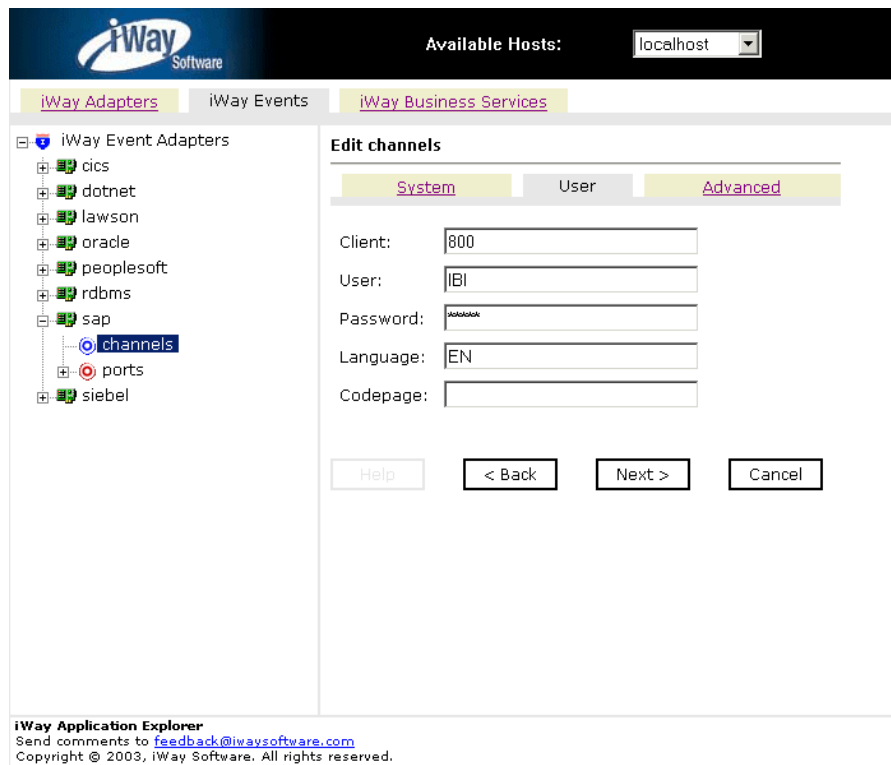 iWay
Software
Available Hosts:
localhost
iWay Adapters
iWay Events
iWay Business Services
iWay Event Adapters
cics
dotnet
lawson
oracle
peoplesoft
rdbms
sap
channels
ports
siebel
Edit channels
System
User
Advanced
Client:
800
User:
IBI
Password:
******
Language:
EN
Codepage:
Help
< Back
Next >
Cancel
iWay Application Explorer
Send comments to feedback@iwaysoftware.com
Copyright © 2003, iWay Software. All rights reserved.